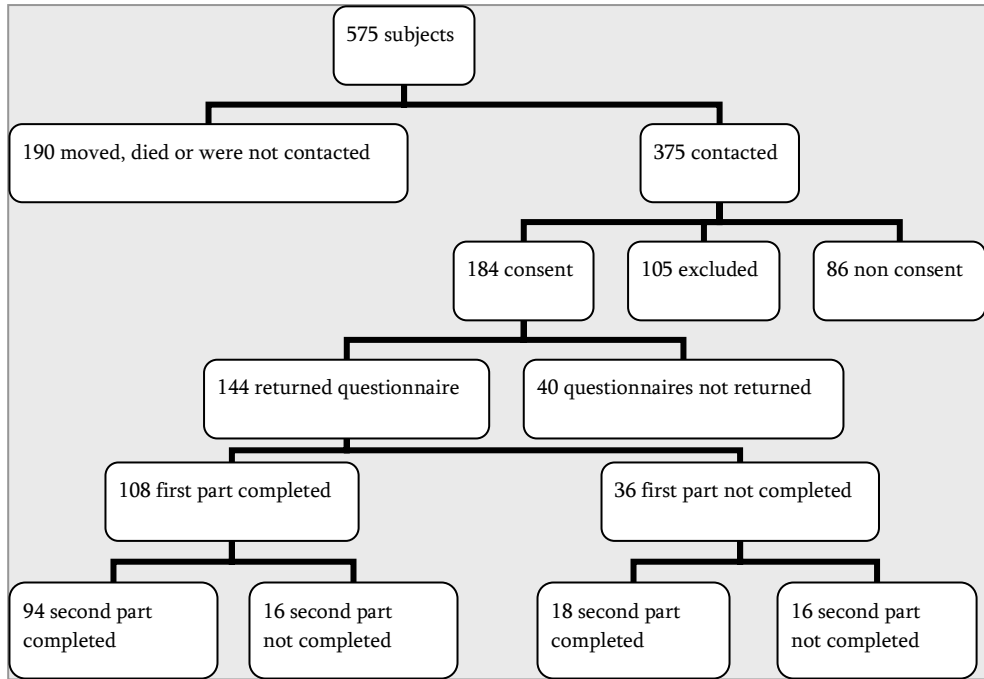 575 subjects
190 moved, died or were not contacted
375 contacted
184 consent
105 excluded
86 non consent
144 returned questionnaire
40 questionnaires not returned
108 first part completed
36 first part not completed
94 second part
completed
16 second part
not completed
18 second part
completed
16 second part
not completed